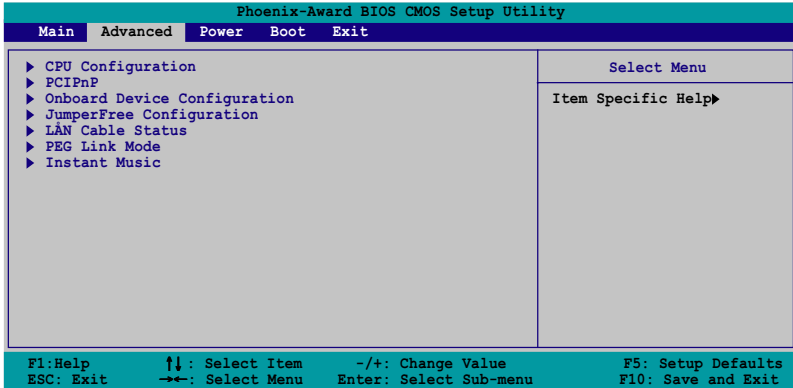 Phoenix-Award BIOS CMOS Setup Utility
Main Advanced Power Boot Exit
CPU Configuration
PCIPnP
Onboard Device Configuration
JumperFree Configuration
LÅN Cable Status
PEG Link Mode
Instant Music
Select Menu
Item Specific Help
F1:Help ↑↓: Select Item -/+: Change Value F5: Setup Defaults
ESC: Exit →←: Select Menu Enter: Select Sub-menu F10: Save and Exit